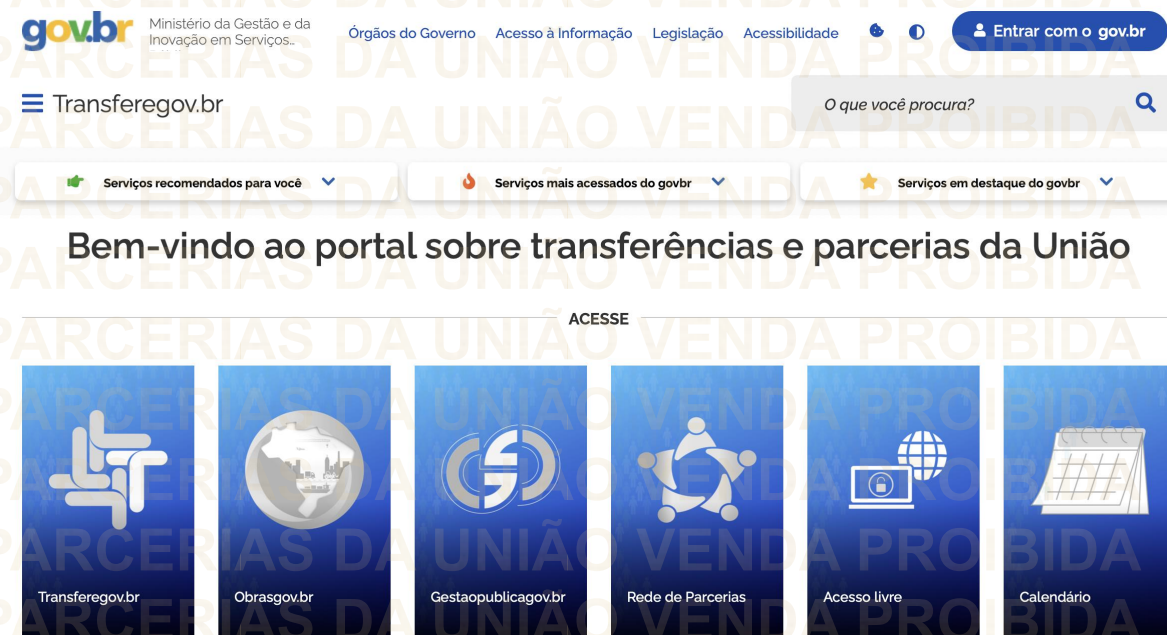 gov.br
Ministério da Gestão e da
Inovação em Serviços...
Órgãos do Governo Acesso à Informação Legislação Acessibilidade
Entrar com o gov.br
Transferegov.br
O que você procura?
Serviços recomendados para você
Serviços mais acessados do govbr
Serviços em destaque do govbr
Bem-vindo ao portal sobre transferências e parcerias da União
ACESSE
Transferegov.br
Obrasgov.br
Gestaopublicagov.br
Rede de Parcerias
Acesso livre
Calendário
PARCERIAS DA UNIÃO VENDA PROIBIDA